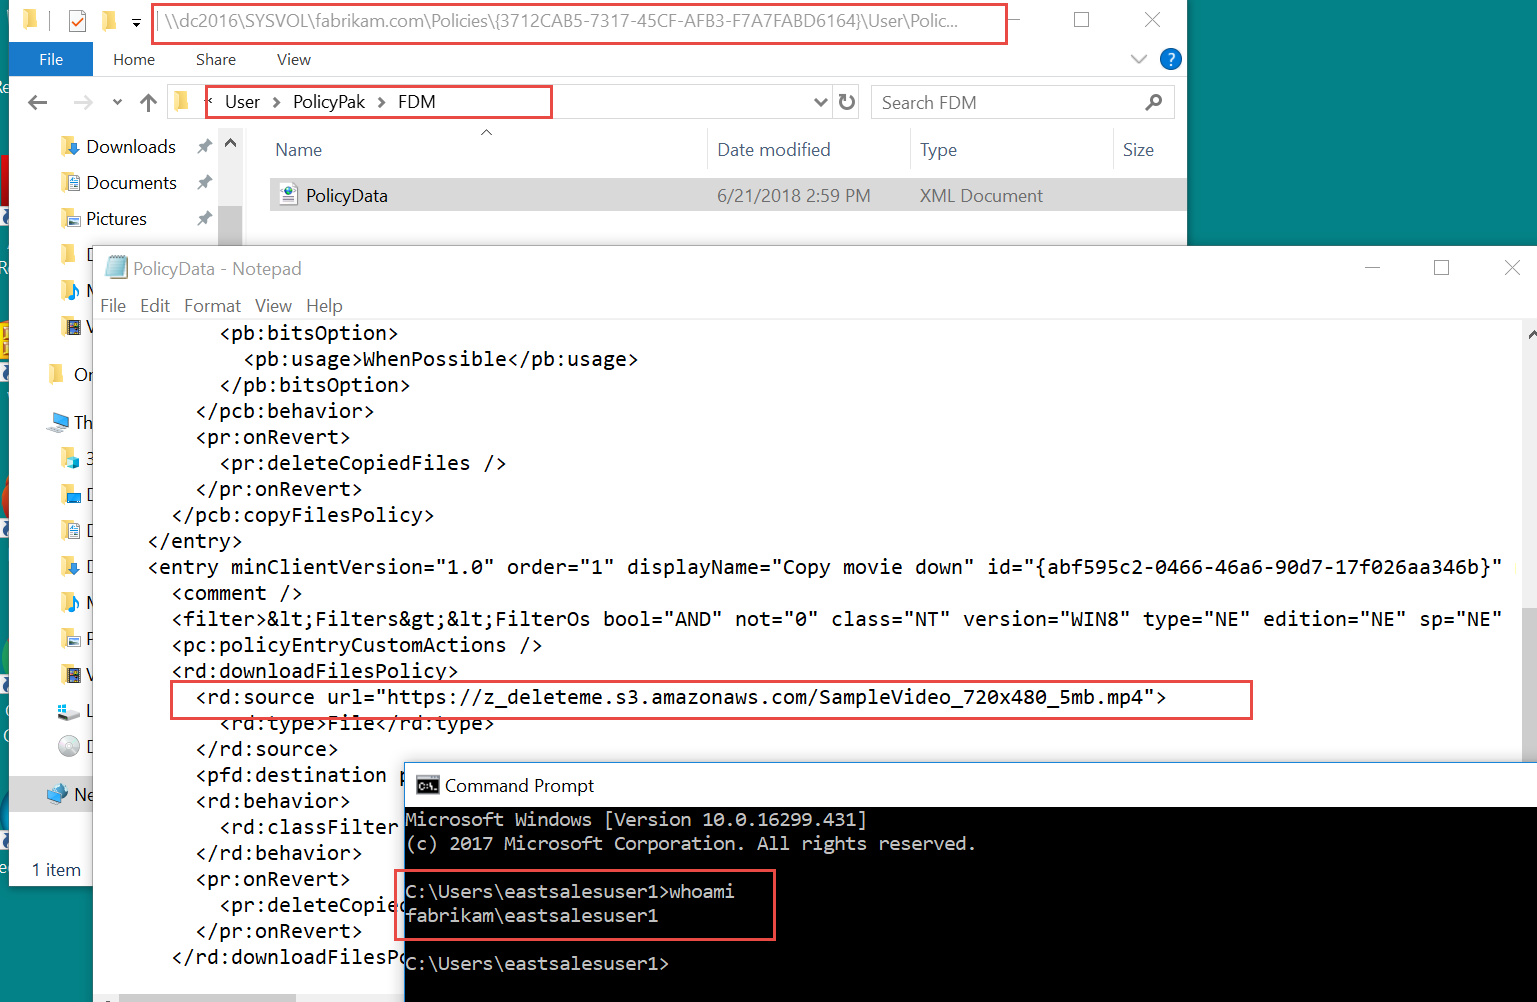 \\dc2016\SYSVOL\fabrikam.com\Policies\{3712CAB5-7317-45CF-AFB3-F7A7FABD6164}\User\Polic...
File Home Share View
User > PolicyPak > FDM
Search FDM
Downloads
Documents
Pictures
Name Date modified Type Size
PolicyData 6/21/2018 2:59 PM XML Document
1 item
PolicyData - Notepad
File Edit Format View Help
<pb:bitsOption>
<pb:usage>WhenPossible</pb:usage>
</pb:bitsOption>
</pcb:behavior>
<pr:onRevert>
<pr:deleteCopiedFiles />
</pr:onRevert>
</pcb:copyFilesPolicy>
</entry>
<entry minClientVersion="1.0" order="1" displayName="Copy movie down" id="{abf595c2-0466-46a6-90d7-17f026aa346b}"
<comment />
<filter>&lt;Filters&gt;&lt;FilterOs bool="AND" not="0" class="NT" version="WIN8" type="NE" edition="NE" sp="NE"
<pc:policyEntryCustomActions />
<rd:downloadFilesPolicy>
<rd:source url="https://z_deleteme.s3.amazonaws.com/SampleVideo_720x480_5mb.mp4">
<rd:type>File</rd:type>
</rd:source>
<pfd:destination
<rd:behavior>
<rd:classFilter
</rd:behavior>
<pr:onRevert>
<pr:deleteCopied
</pr:onRevert>
</rd:downloadFilesPo
Command Prompt
Microsoft Windows [Version 10.0.16299.431]
(c) 2017 Microsoft Corporation. All rights reserved.
C:\Users\eastsalesuser1>whoami
fabrikam\eastsalesuser1
C:\Users\eastsalesuser1>